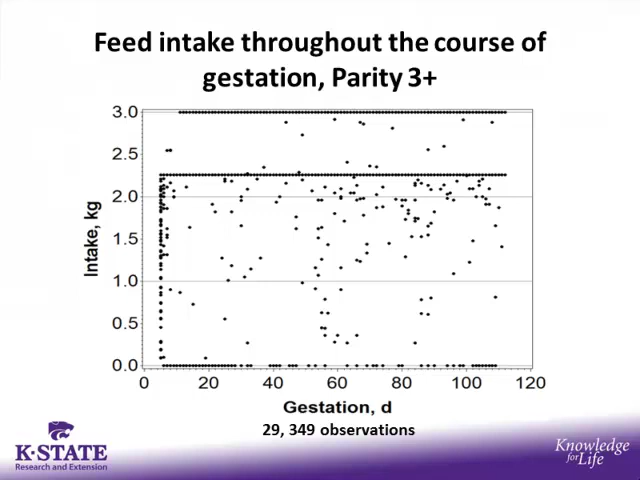 Feed intake throughout the course of
gestation, Parity 3+
Intake, kg
3.0
2.5
2.0
1.5
1.0
0.5
0.0
0 20 40 60 80 100 120
Gestation, d
29, 349 observations
K-STATE
Research and Extension
Knowledge
for Life